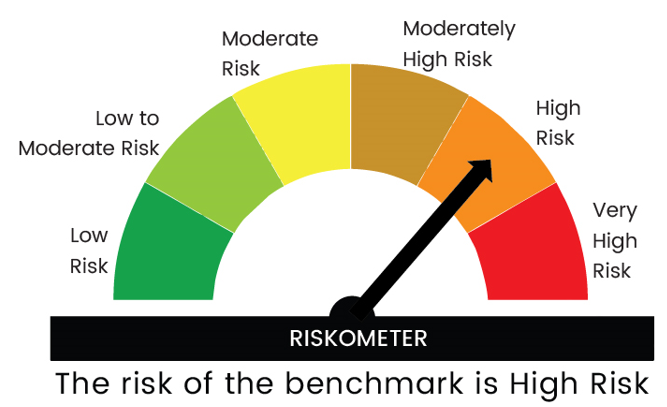 Moderate
Risk
Moderately
High Risk
Low to
Moderate Risk
High
Risk
Low
Risk
Very
High
Risk
RISKOMETER
The risk of the benchmark is High Risk